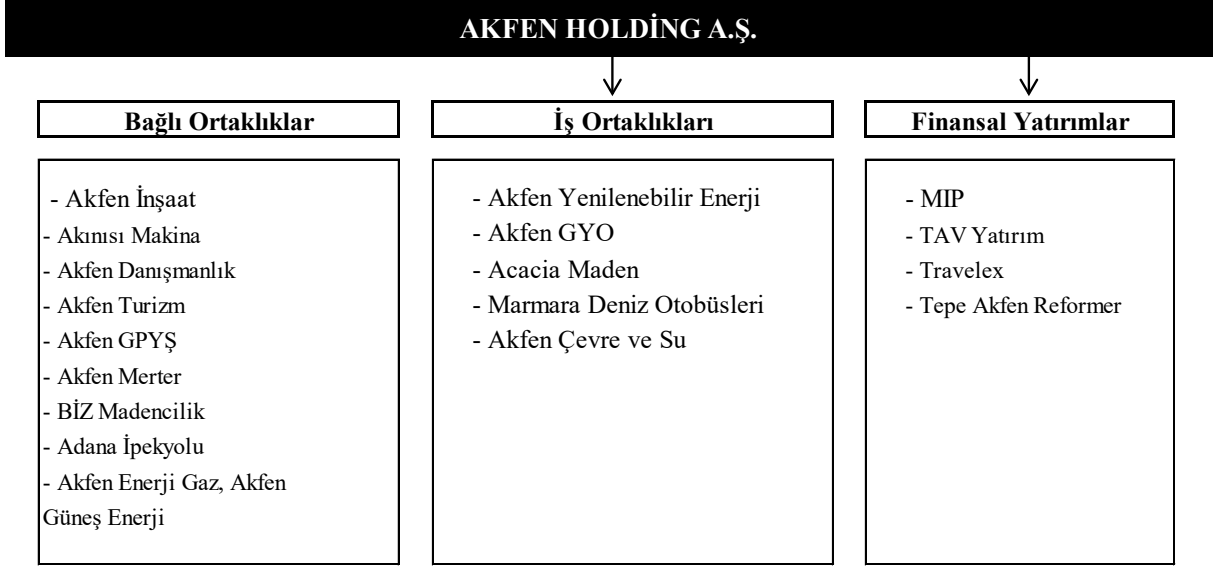 AKFEN HOLDİNG A.Ş.
Bağlı Ortaklıklar
- Akfen İnşaat
- Akınısı Makina
- Akfen Danışmanlık
- Akfen Turizm
- Akfen GPYŞ
- Akfen Merter
- BİZ Madencilik
- Adana İpekyolu
- Akfen Enerji Gaz, Akfen
Güneş Enerji
İş Ortaklıkları
- Akfen Yenilenebilir Enerji
- Akfen GYO
- Acacia Maden
- Marmara Deniz Otobüsleri
- Akfen Çevre ve Su
Finansal Yatırımlar
- MIP
- TAV Yatırım
- Travelex
- Tepe Akfen Reformer